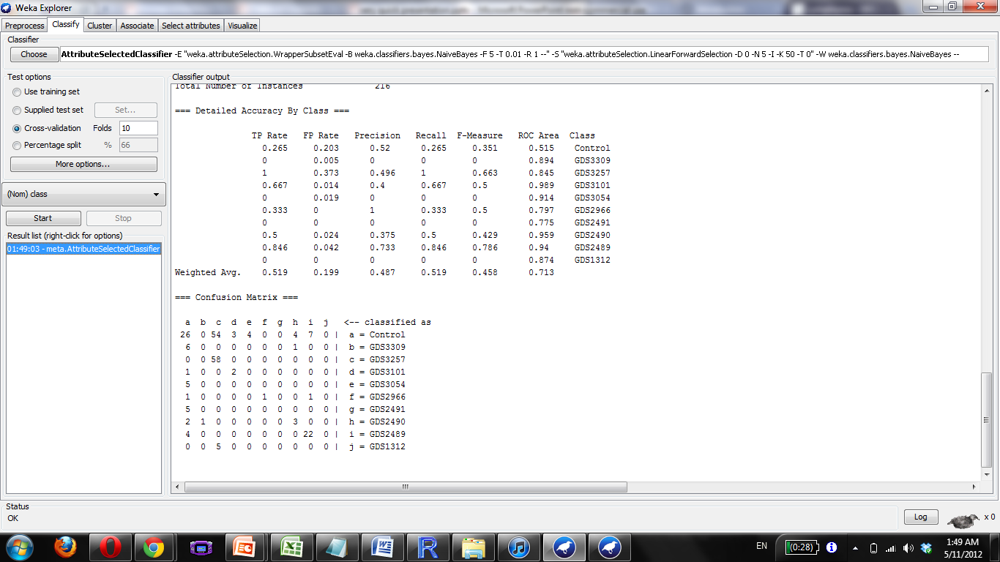 Weka Explorer
Preprocess Classify Cluster Associate Select attributes Visualize
Classifier
Choose AttributeSelectedClassifier -E "weka.attributeSelection.WrapperSubsetEval -B weka.classifiers.bayes.NaiveBayes -F 5 -T 0.01 -R 1 --" -S "weka.attributeSelection.LinearForwardSelection -D 0 -N 5 -I -K 50 -T 0" -W weka.classifiers.bayes.NaiveBayes --
Test options
Use training set
Supplied test set Set...
Cross-validation Folds 10
Percentage split % 66
More options...
(Nom) class
Start Stop
Result list (right-click for options)
01:49:03 - meta.AttributeSelectedClassifier
Classifier output
Total Number of Instances 216
=== Detailed Accuracy By Class ===
TP Rate FP Rate Precision Recall F-Measure ROC Area Class
0.265 0.203 0.52 0.265 0.351 0.515 Control
0 0.005 0 0 0 0.894 GDS3309
1 0.373 0.496 1 0.663 0.845 GDS3257
0.667 0.014 0.4 0.667 0.5 0.989 GDS3101
0 0.019 0 0 0 0.914 GDS3054
0.333 0 1 0.333 0.5 0.797 GDS2966
0 0 0 0 0 0.775 GDS2491
0.5 0.024 0.375 0.5 0.429 0.959 GDS2490
0.846 0.042 0.733 0.846 0.786 0.94 GDS2489
0 0 0 0 0 0.874 GDS1312
Weighted Avg. 0.519 0.199 0.487 0.519 0.458 0.713
=== Confusion Matrix ===
a b c d e f g h i j <-- classified as
26 0 54 3 4 0 0 4 7 0 | a = Control
6 0 0 0 0 0 0 1 0 0 | b = GDS3309
0 0 58 0 0 0 0 0 0 0 | c = GDS3257
1 0 0 2 0 0 0 0 0 0 | d = GDS3101
5 0 0 0 0 0 0 0 0 0 | e = GDS3054
1 0 0 0 0 1 0 0 1 0 | f = GDS2966
5 0 0 0 0 0 0 0 0 0 | g = GDS2491
2 1 0 0 0 0 0 3 0 0 | h = GDS2490
4 0 0 0 0 0 0 0 22 0 | i = GDS2489
0 0 5 0 0 0 0 0 0 0 | j = GDS1312
Status
OK
Log x 0
EN (0:28) 1:49 AM
5/11/2012